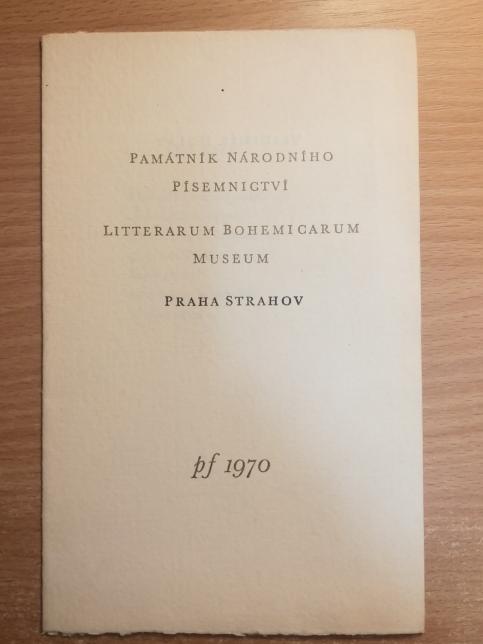 PAMÁTNÍK NÁRODNÍHO
PÍSEMNICTVÍ
LITTERARUM BOHEMICARUM
MUSEUM
PRAHA STRAHOV
pf 1970